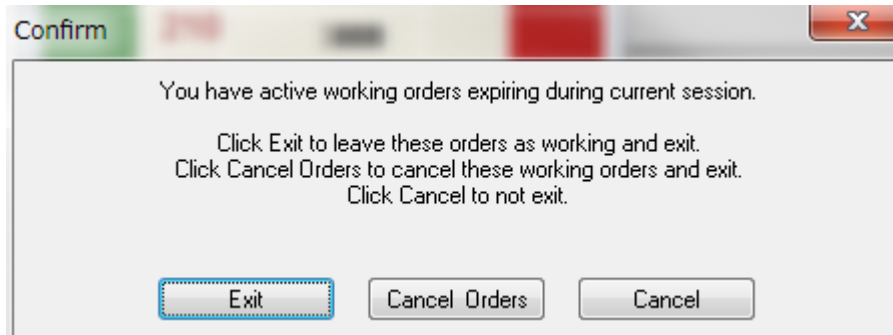 Confirm
210
You have active working orders expiring during current session.
Click Exit to leave these orders as working and exit.
Click Cancel Orders to cancel these working orders and exit.
Click Cancel to not exit.
Exit
Cancel Orders
Cancel